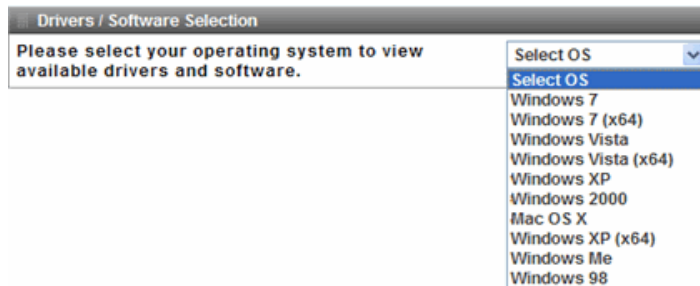 Drivers / Software Selection
Please select your operating system to view
available drivers and software.
Select OS
Select OS
Windows 7
Windows 7 (x64)
Windows Vista
Windows Vista (x64)
Windows XP
Windows 2000
Mac OS X
Windows XP (x64)
Windows Me
Windows 98